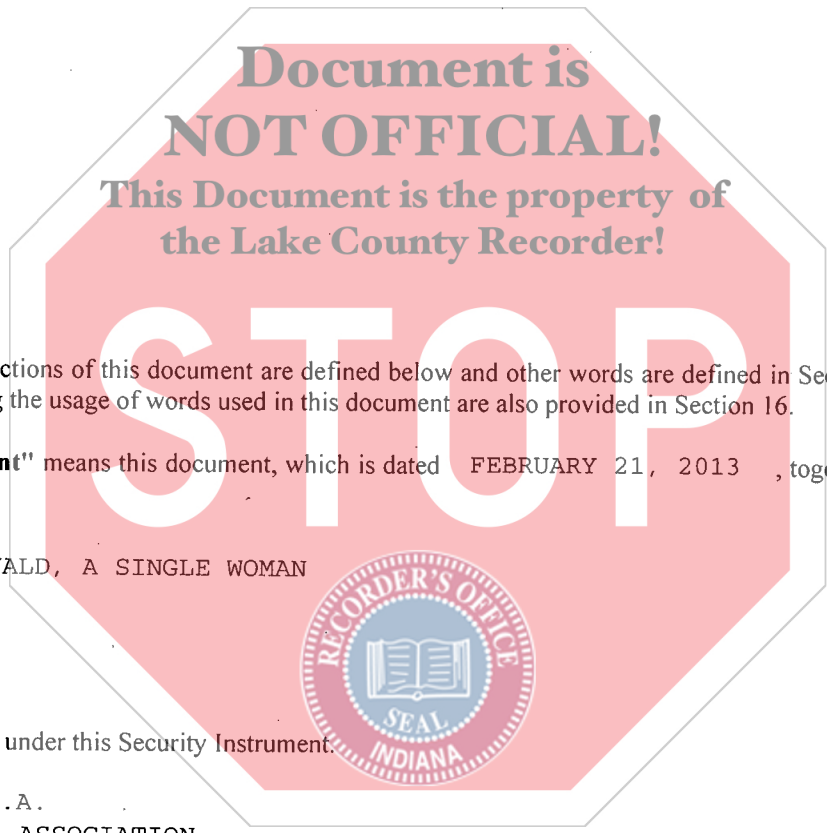 Document is
NOT OFFICIAL!
This Document is the property of
the Lake County Recorder!
STOP
ctions of this document are defined below and other words are defined in Sec
the usage of words used in this document are also provided in Section 16.
nt" means this document, which is dated FEBRUARY 21, 2013 , toge
ALD, A SINGLE WOMAN
RECORDER'S OFFICE
SEAL
INDIANA
under this Security Instrument.
.A.
ASSOCIATION